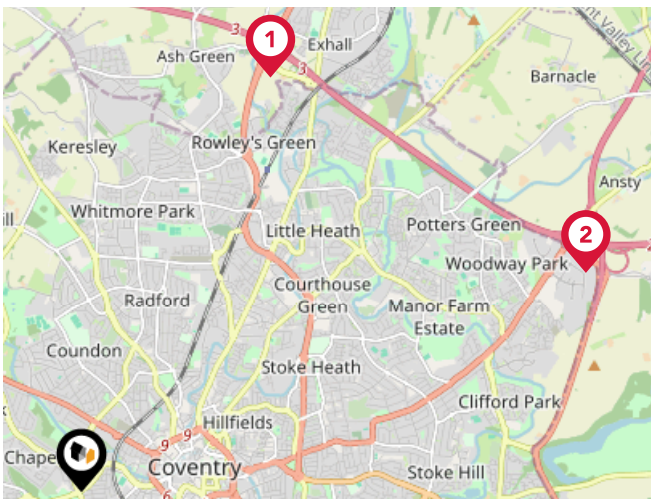 3
1
Exhall
Ash Green
3
Barnacle
Rowley's Green
Keresley
Ansty
Whitmore Park
Little Heath
Potters Green
2
Woodway Park
Radford
Courthouse
Green
Manor Farm
Estate
Coundon
Stoke Heath
Clifford Park
Hillfields
9
9
Chape
Coventry
Stoke Hill
6